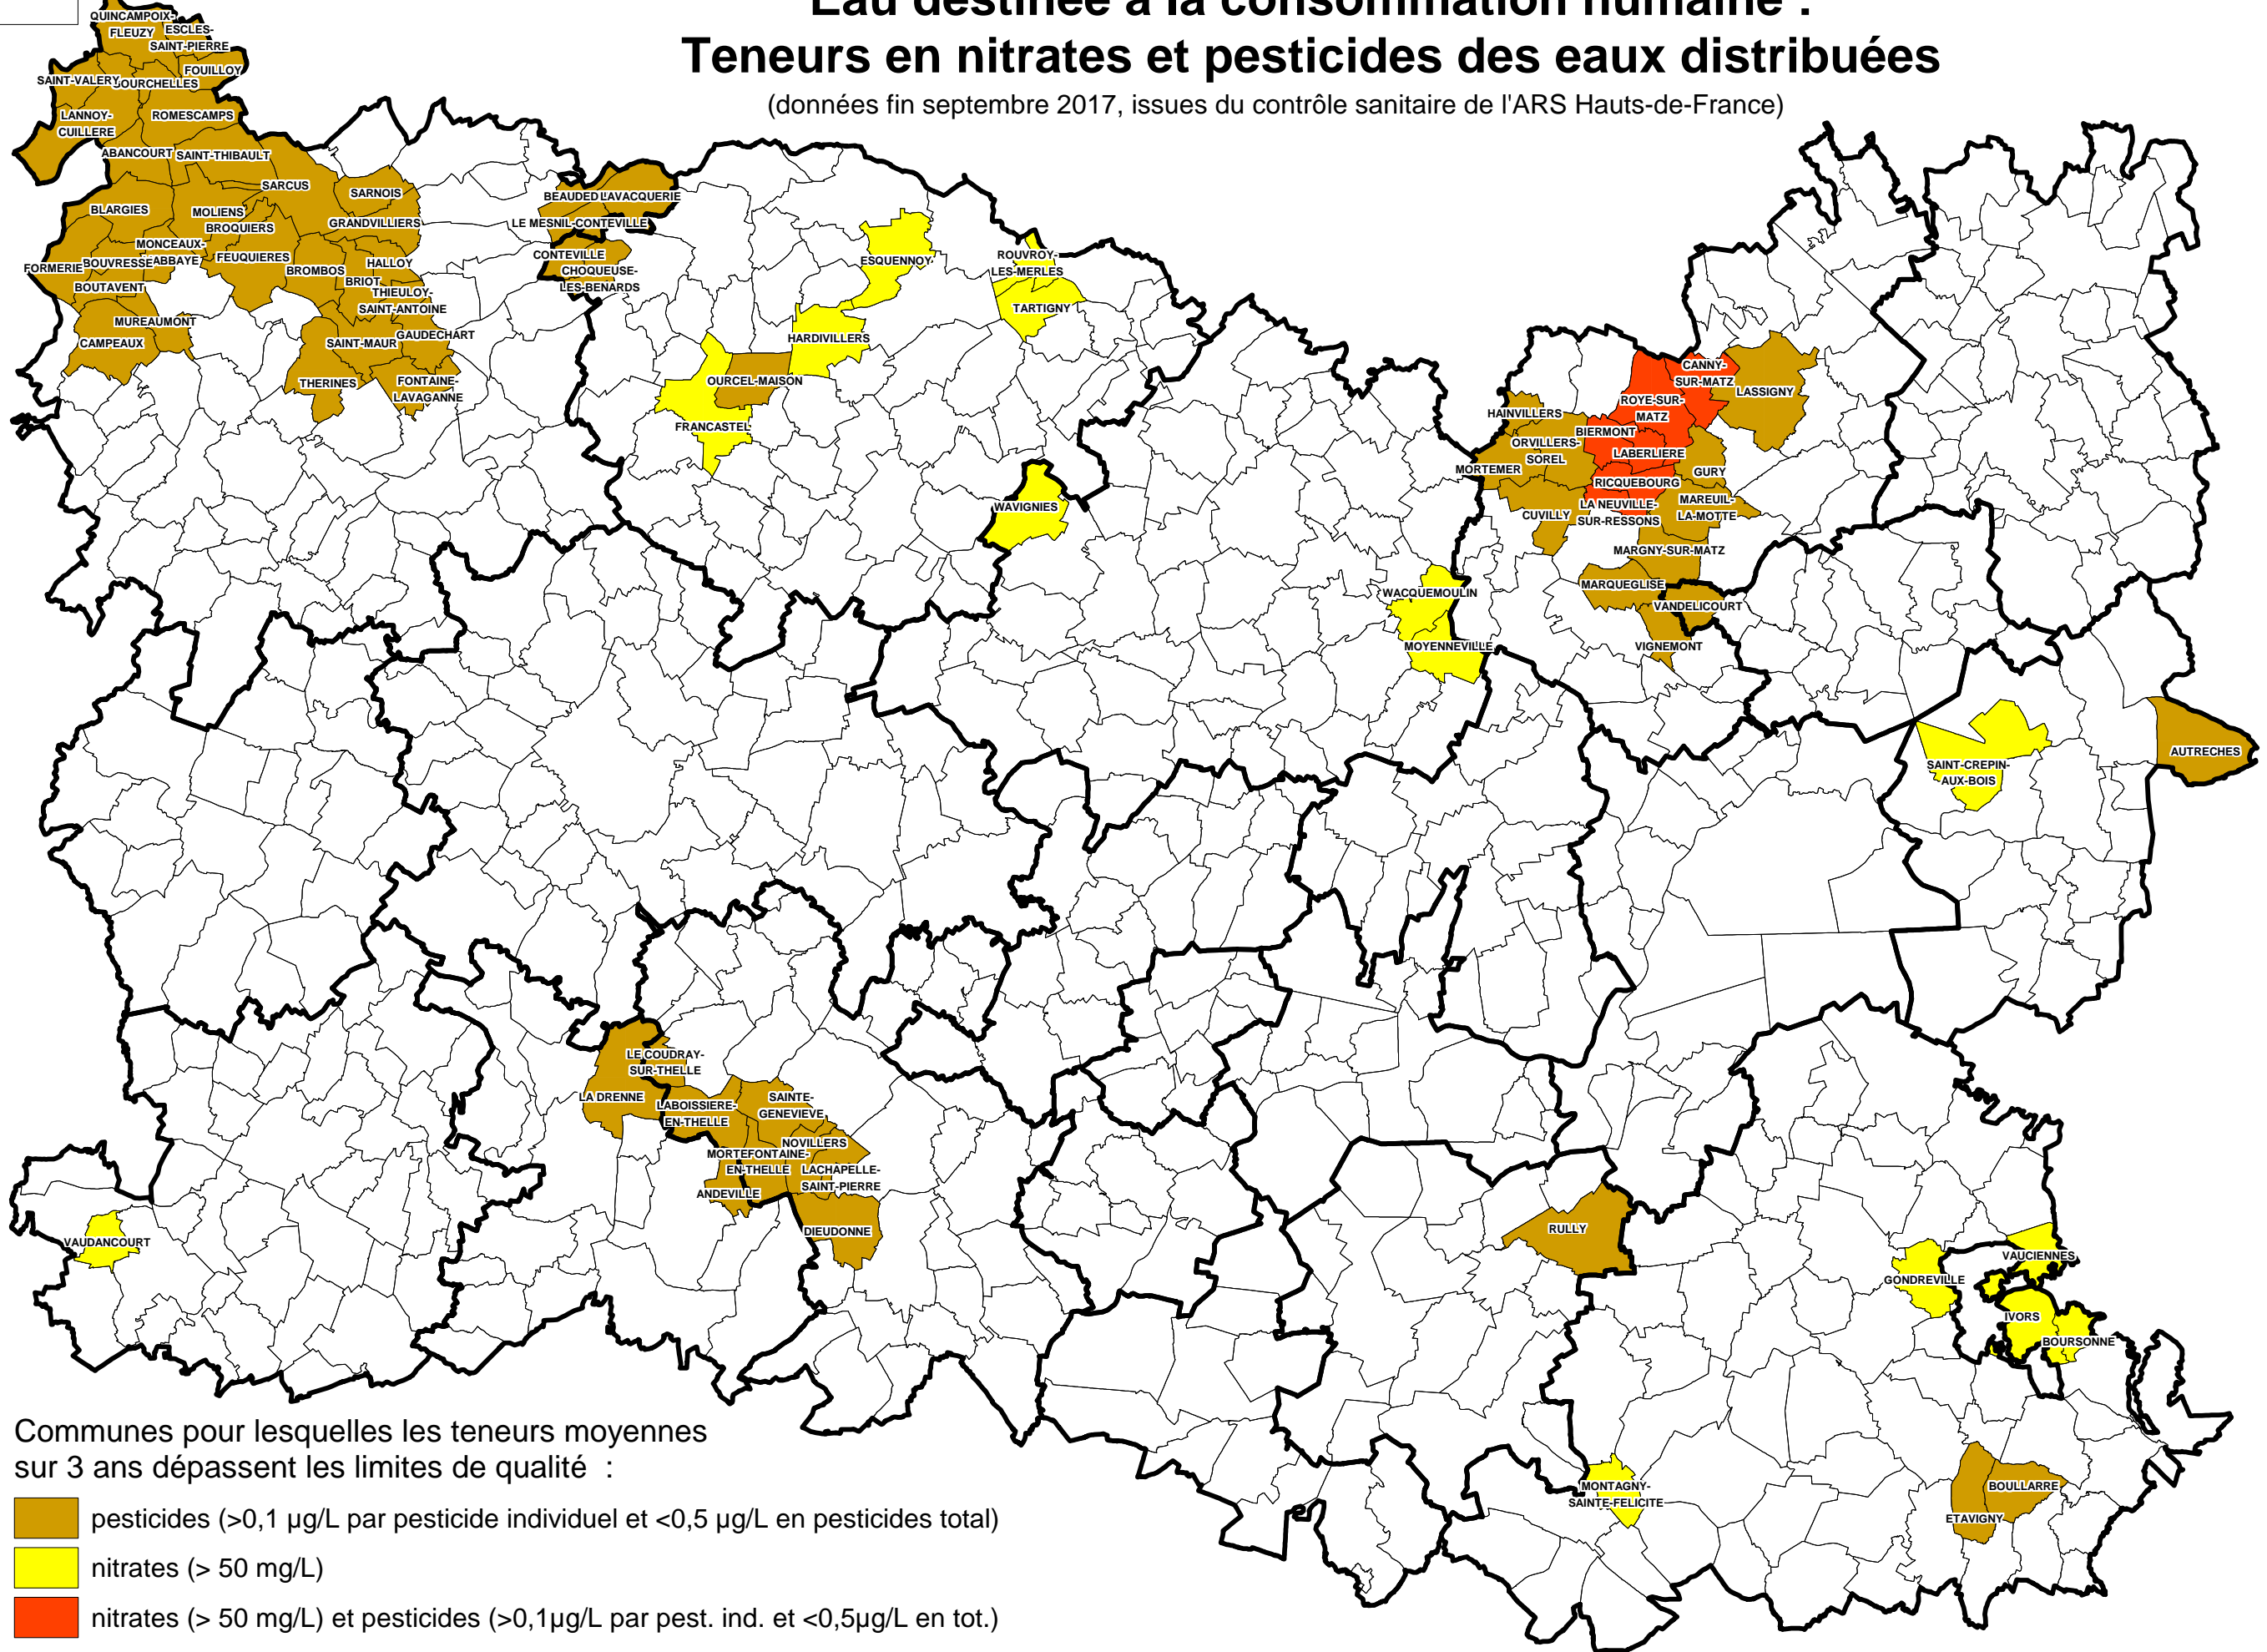 Eau destinée à la consommation humaine :
Teneurs en nitrates et pesticides des eaux distribuées
(données fin septembre 2017, issues du contrôle sanitaire de l'ARS Hauts-de-France)
QUINCAMPOIX-
FLEUZY
ESCLES-
SAINT-PIERRE
FOUILLOY
SAINT-VALERY
GOURCHELLES
LANNOY-
CUILLERE
ROMESCAMPS
ABANCOURT
SAINT-THIBAULT
SARCUS
SARNOIS
BLARGIES
MOLIENS
BROQUIERS
GRANDVILLIERS
MONCEAUX-
ABBAYE
FORMERIE
BOUVRESSE
FEUQUIERES
BROMBOS
HALLOY
BRIOT
BOUTAVENT
THIEULOY-
SAINT-ANTOINE
MUREAUMONT
CAMPEAUX
SAINT-MAUR
GAUDECHART
THERINES
FONTAINE-
LAVAGANNE
BEAUDED
LAVACQUERIE
LE MESNIL-CONTEVILLE
CONTEVILLE
CHOQUEUSE-
LES-BENARDS
ESQUENNOY
ROUVROY-
LES-MERLES
TARTIGNY
HARDIVILLERS
OURCEL-MAISON
FRANCASTEL
WAVIGNIES
CANNY-
SUR-MATZ
LASSIGNY
ROYE-SUR-
MATZ
HAINVILLERS
BIERMONT
ORVILLERS-
SOREL
LABERLIERE
MORTEMER
GURY
RICQUEBOURG
LA NEUVILLE-
SUR-RESSONS
MAREUIL-
LA-MOTTE
CUVILLY
MARGNY-SUR-MATZ
MARQUEGLISE
VANDELICOURT
VIGNEMONT
WACQUEMOULIN
MOYENNEVILLE
AUTRECHES
SAINT-CREPIN-
AUX-BOIS
LE COUDRAY-
SUR-THELLE
LA DRENNE
LABOISSIERE-
EN-THELLE
SAINTE-
GENEVIEVE
NOVILLERS
MORTEFONTAINE-
EN-THELLE
LACHAPELLE-
SAINT-PIERRE
ANDEVILLE
DIEUDONNE
VAUDANCOURT
RULLY
VAUCIENNES
GONDREVILLE
IVORS
BOURSONNE
MONTAGNY-
SAINTE-FELICITE
BOULLARRE
ETAVIGNY
Communes pour lesquelles les teneurs moyennes
sur 3 ans dépassent les limites de qualité :
pesticides (>0,1 µg/L par pesticide individuel et <0,5 µg/L en pesticides total)
nitrates (> 50 mg/L)
nitrates (> 50 mg/L) et pesticides (>0,1µg/L par pest. ind. et <0,5µg/L en tot.)